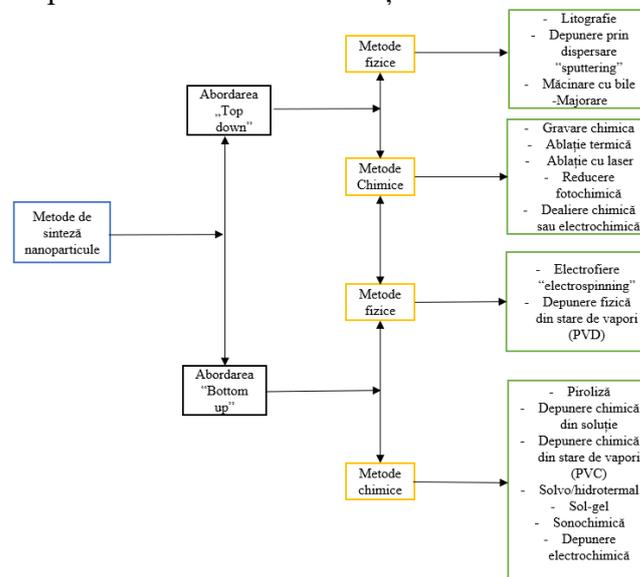 Metode de
sinteză
nanoparticule
Abordarea
„Top
down”
Abordarea
“Bottom
up”
Metode
fizice
Metode
Chimice
Metode
fizice
Metode
chimice
- Litografie
- Depunere prin
dispersare
“sputtering”
- Măcinare cu bile
-Majorare
- Gravare chimica
- Ablație termică
- Ablație cu laser
- Reducere
fotochimică
- Dealiere chimică
sau electrochimică
- Electrofiere
“electrospinning”
- Depunere fizică
din stare de vapori
(PVD)
- Piroliză
- Depunere chimică
din soluție
- Depunere chimică
din stare de vapori
(PVC)
- Solvo/hidrotermal
- Sol-gel
- Sonochimică
- Depunere
electrochimică